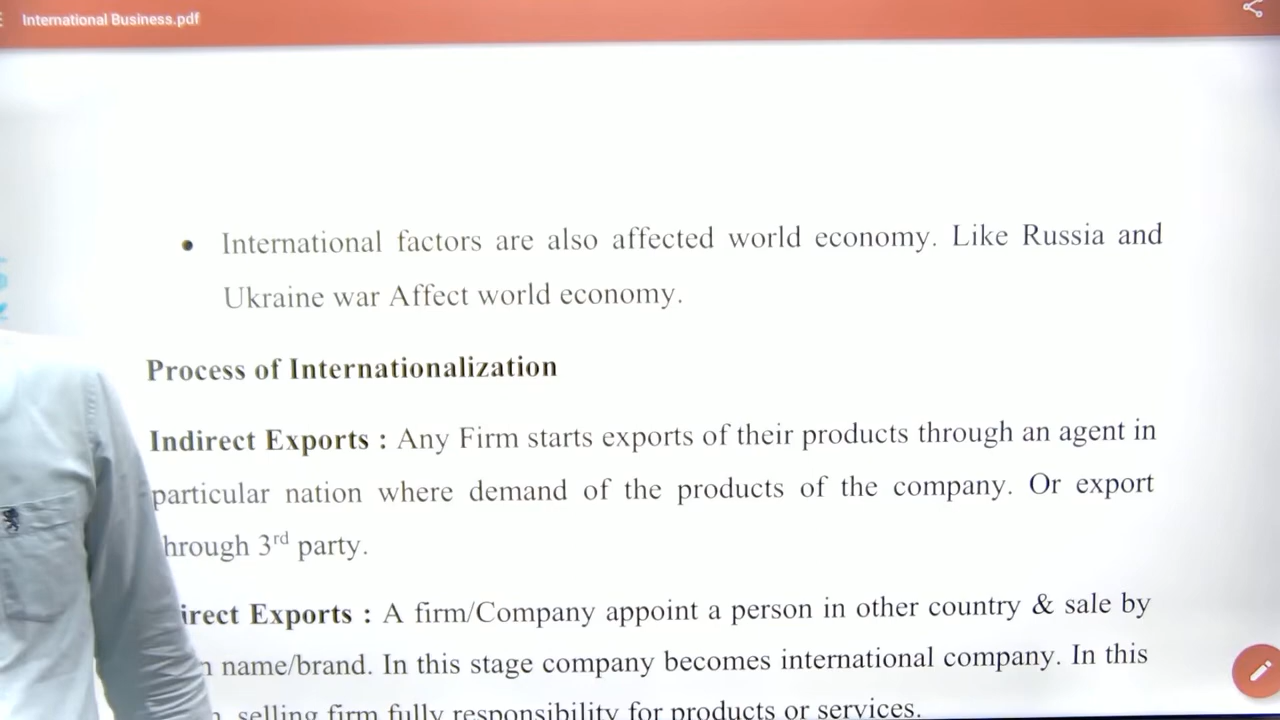 International Business.pdf
• International factors are also affected world economy. Like Russia and
Ukraine war Affect world economy.
Process of Internationalization
Indirect Exports : Any Firm starts exports of their products through an agent in
particular nation where demand of the products of the company. Or export
hrough 3rd party.
irect Exports : A firm/Company appoint a person in other country & sale by
name/brand. In this stage company becomes international company. In this
selling firm fully responsibility for products or services.